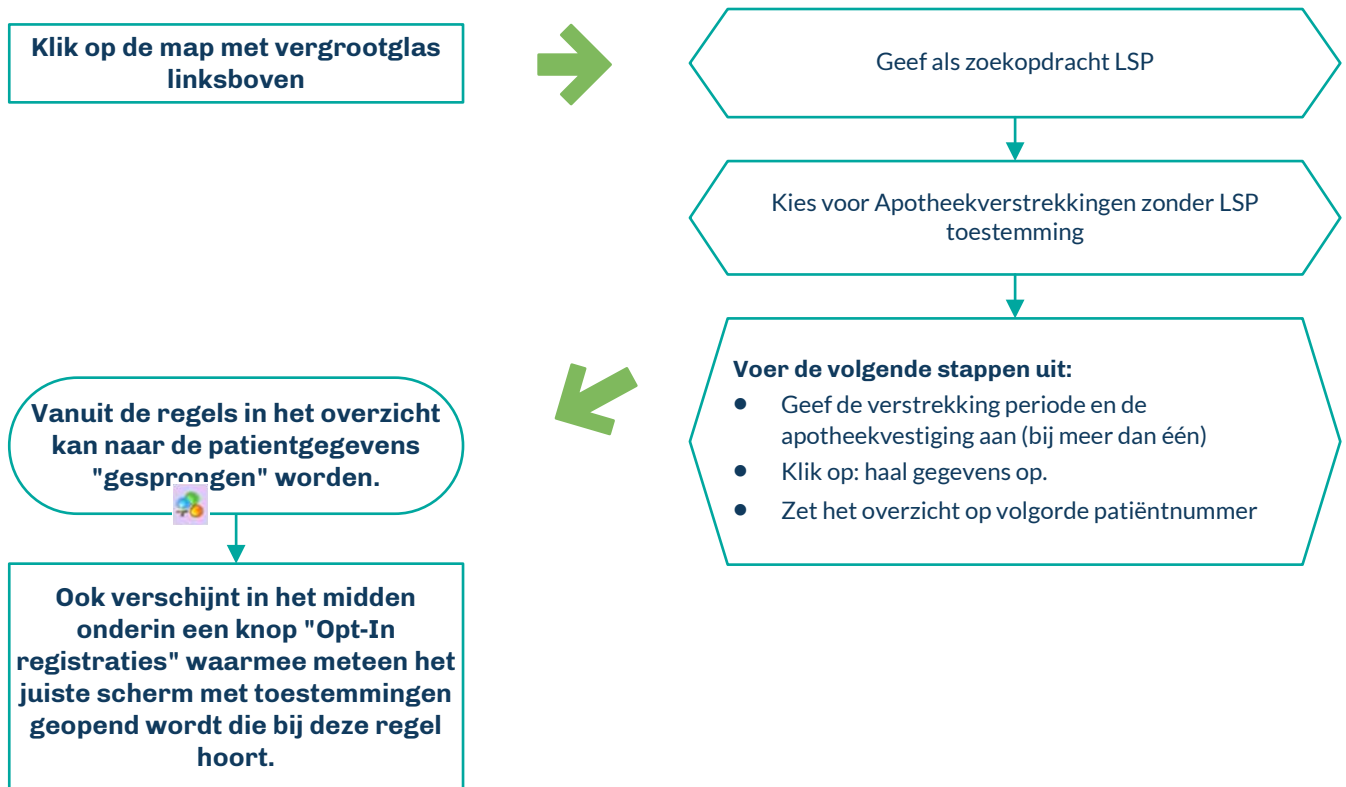 Klik op de map met vergrootglas
linksboven
Geef als zoekopdracht LSP
Kies voor Apotheekverstrekkingen zonder LSP
toestemming
Voer de volgende stappen uit:
● Geef de verstrekking periode en de
apotheekvestiging aan (bij meer dan één)
● Klik op: haal gegevens op.
● Zet het overzicht op volgorde patiëntnummer
Vanuit de regels in het overzicht
kan naar de patientgegevens
"gesprongen" worden.
Ook verschijnt in het midden
onderin een knop "Opt-In
registraties" waarmee meteen het
juiste scherm met toestemmingen
geopend wordt die bij deze regel
hoort.